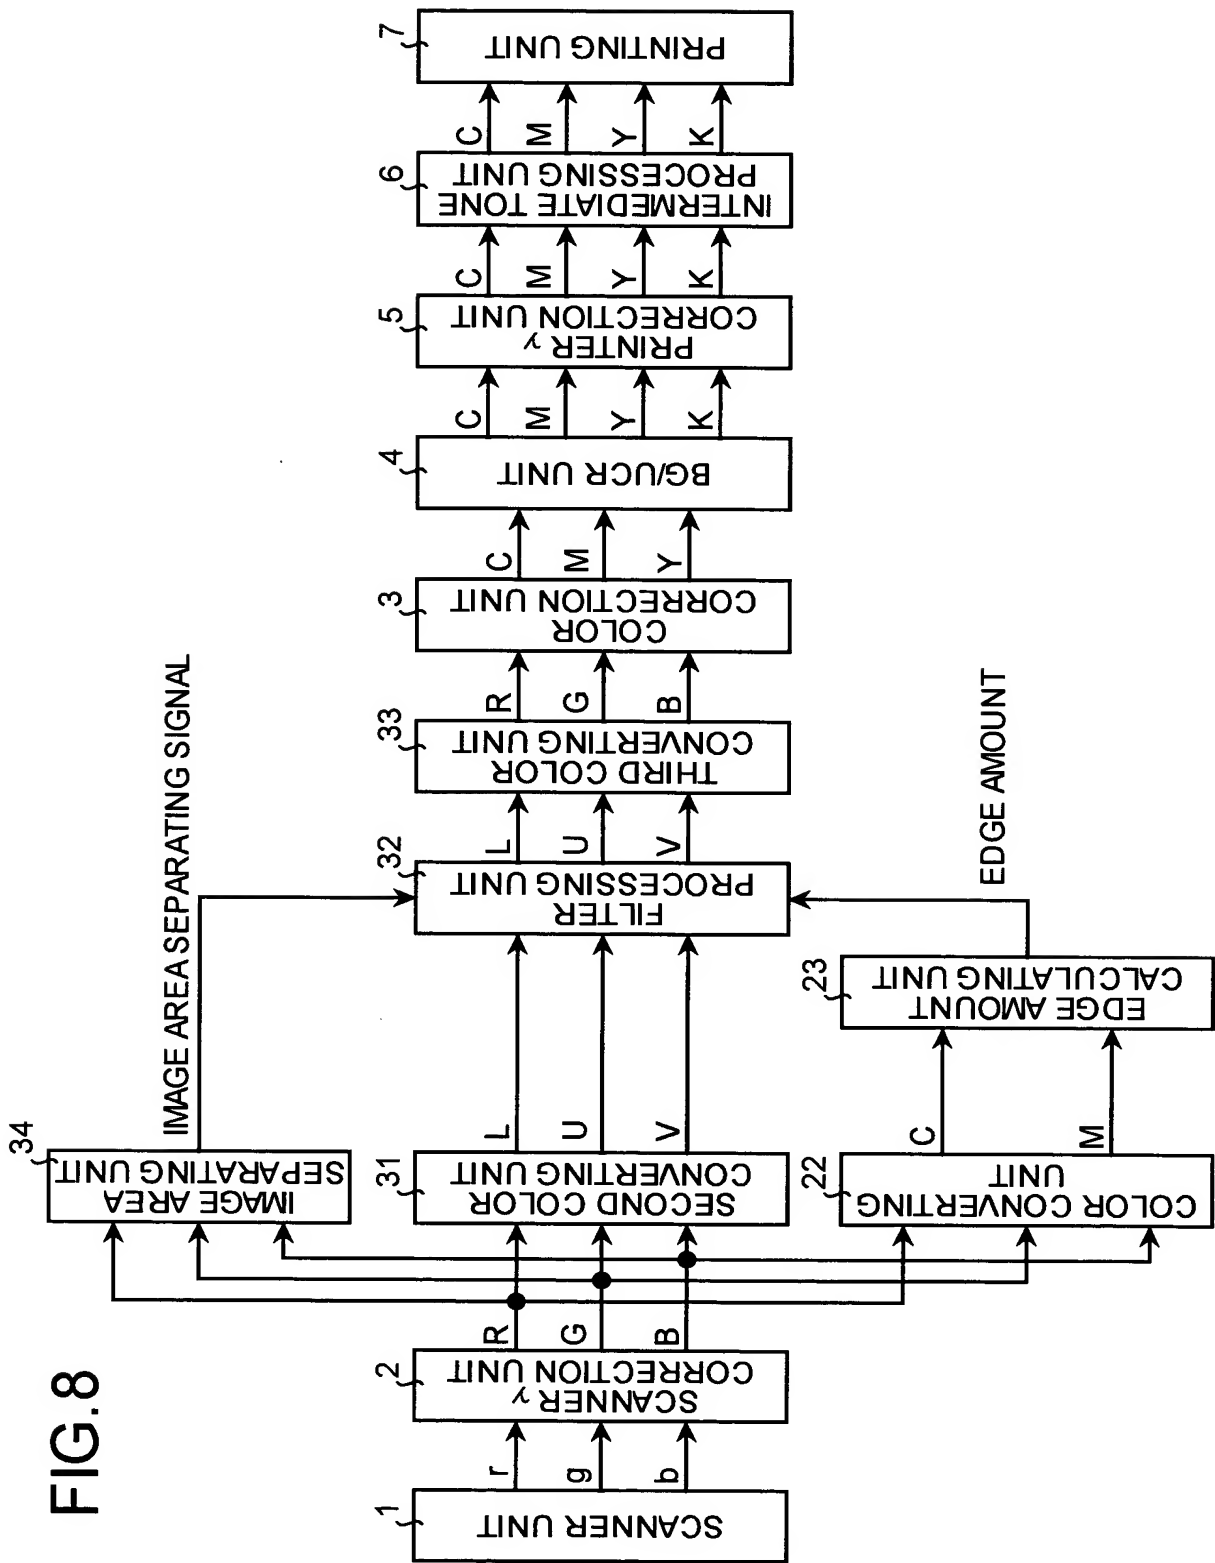 FIG.8
1
SCANNER UNIT
r
g
b
2
SCANNER γ
CORRECTION UNIT
R
G
B
34
IMAGE AREA
SEPARATING UNIT
IMAGE AREA SEPARATING SIGNAL
31
SECOND COLOR
CONVERTING UNIT
L
U
V
22
COLOR CONVERTING
UNIT
C
M
23
EDGE AMOUNT
CALCULATING UNIT
EDGE AMOUNT
32
FILTER
PROCESSING UNIT
L
U
V
33
THIRD COLOR
CONVERTING UNIT
R
G
B
3
COLOR
CORRECTION UNIT
C
M
Y
4
BG/UCR UNIT
C
M
Y
K
5
PRINTER γ
CORRECTION UNIT
C
M
Y
K
6
INTERMEDIATE TONE
PROCESSING UNIT
C
M
Y
K
7
PRINTING UNIT